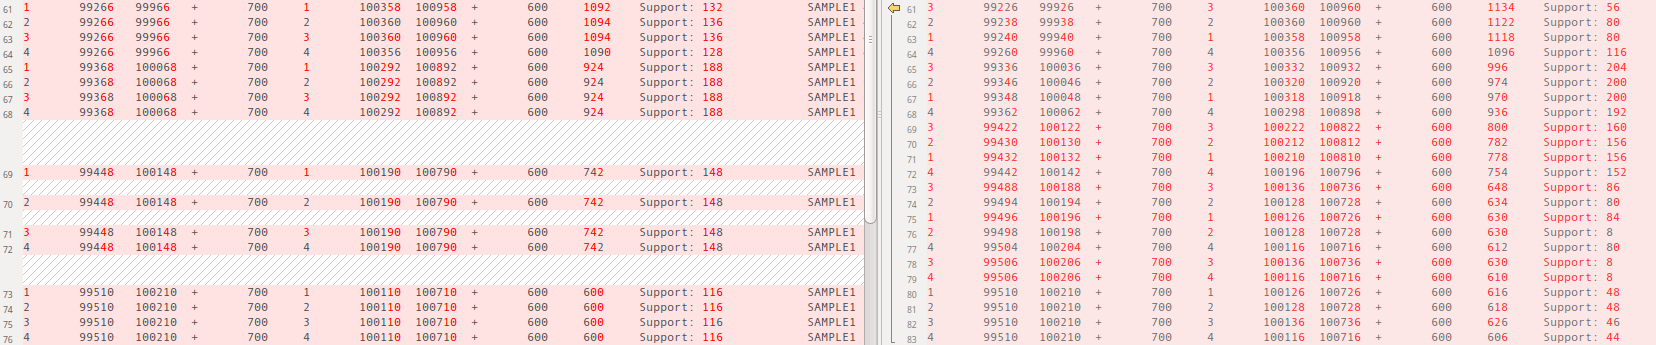 61 1 99266 99966 + 700 1 100358 100958 + 600 1092 Support: 132 SAMPLE1
62 2 99266 99966 + 700 2 100360 100960 + 600 1094 Support: 136 SAMPLE1
63 3 99266 99966 + 700 3 100360 100960 + 600 1094 Support: 136 SAMPLE1
64 4 99266 99966 + 700 4 100356 100956 + 600 1090 Support: 128 SAMPLE1
65 1 99368 100068 + 700 1 100292 100892 + 600 924 Support: 188 SAMPLE1
66 2 99368 100068 + 700 2 100292 100892 + 600 924 Support: 188 SAMPLE1
67 3 99368 100068 + 700 3 100292 100892 + 600 924 Support: 188 SAMPLE1
68 4 99368 100068 + 700 4 100292 100892 + 600 924 Support: 188 SAMPLE1
69 1 99448 100148 + 700 1 100190 100790 + 600 742 Support: 148 SAMPLE1
70 2 99448 100148 + 700 2 100190 100790 + 600 742 Support: 148 SAMPLE1
71 3 99448 100148 + 700 3 100190 100790 + 600 742 Support: 148 SAMPLE1
72 4 99448 100148 + 700 4 100190 100790 + 600 742 Support: 148 SAMPLE1
73 1 99510 100210 + 700 1 100110 100710 + 600 600 Support: 116 SAMPLE1
74 2 99510 100210 + 700 2 100110 100710 + 600 600 Support: 116 SAMPLE1
75 3 99510 100210 + 700 3 100110 100710 + 600 600 Support: 116 SAMPLE1
76 4 99510 100210 + 700 4 100110 100710 + 600 600 Support: 116 SAMPLE1
61 3 99226 99926 + 700 3 100360 100960 + 600 1134 Support: 56
62 2 99238 99938 + 700 2 100360 100960 + 600 1122 Support: 80
63 1 99240 99940 + 700 1 100358 100958 + 600 1118 Support: 80
64 4 99260 99960 + 700 4 100356 100956 + 600 1096 Support: 116
65 3 99336 100036 + 700 3 100332 100932 + 600 996 Support: 204
66 2 99346 100046 + 700 2 100320 100920 + 600 974 Support: 200
67 1 99348 100048 + 700 1 100318 100918 + 600 970 Support: 200
68 4 99362 100062 + 700 4 100298 100898 + 600 936 Support: 192
69 3 99422 100122 + 700 3 100222 100822 + 600 800 Support: 160
70 2 99430 100130 + 700 2 100212 100812 + 600 782 Support: 156
71 1 99432 100132 + 700 1 100210 100810 + 600 778 Support: 156
72 4 99442 100142 + 700 4 100196 100796 + 600 754 Support: 152
73 3 99488 100188 + 700 3 100136 100736 + 600 648 Support: 86
74 2 99494 100194 + 700 2 100128 100728 + 600 634 Support: 80
75 1 99496 100196 + 700 1 100128 100728 + 600 630 Support: 84
76 2 99498 100198 + 700 2 100128 100728 + 600 630 Support: 8
77 4 99504 100204 + 700 4 100116 100716 + 600 612 Support: 80
78 3 99506 100206 + 700 3 100136 100736 + 600 630 Support: 8
79 4 99506 100206 + 700 4 100116 100716 + 600 610 Support: 8
80 1 99510 100210 + 700 1 100126 100726 + 600 616 Support: 48
81 2 99510 100210 + 700 2 100128 100728 + 600 618 Support: 48
82 3 99510 100210 + 700 3 100136 100736 + 600 626 Support: 46
83 4 99510 100210 + 700 4 100116 100716 + 600 606 Support: 44